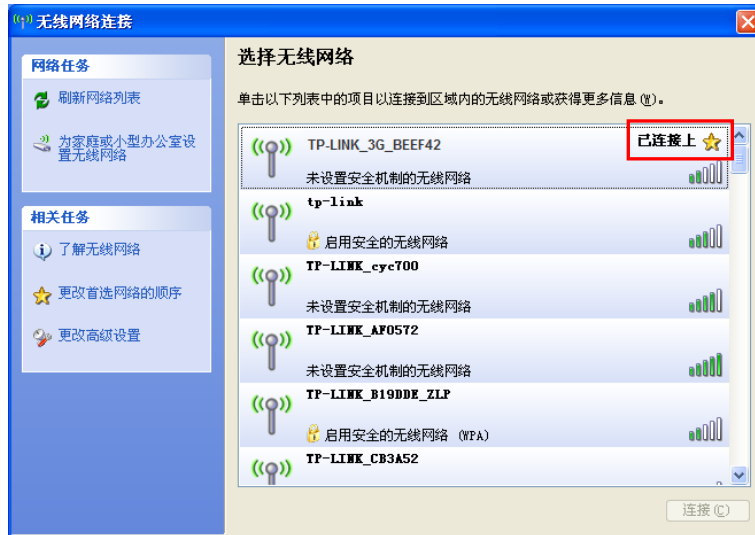 无线网络连接
网络任务
刷新网络列表
为家庭或小型办公室设
置无线网络
相关任务
了解无线网络
更改首选网络的顺序
更改高级设置
选择无线网络
单击以下列表中的项目以连接到区域内的无线网络或获得更多信息(W)。
TP-LINK_3G_BEEF42 已连接上
未设置安全机制的无线网络
tp-link
启用安全的无线网络
TP-LINK_cyc700
未设置安全机制的无线网络
TP-LINK_AF0572
未设置安全机制的无线网络
TP-LINK_B19DDE_ZLP
启用安全的无线网络 (WPA)
TP-LINK_CB3A52
连接(C)